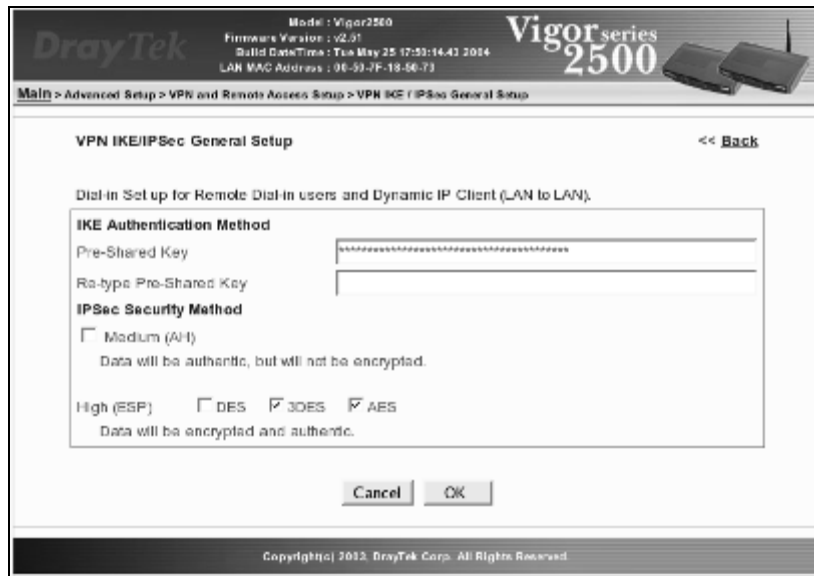 DrayTek
Model : Vigor2500
Firmware Version : v2.51
Build Date/Time : Tue May 25 17:50:14.43 2004
LAN MAC Address : 00-50-7F-18-50-73
Vigor series
2500
Main > Advanced Setup > VPN and Remote Access Setup > VPN IKE / IPSec General Setup
VPN IKE/IPSec General Setup
<< Back
Dial-in Set up for Remote Dial-in users and Dynamic IP Client (LAN to LAN).
IKE Authentication Method
Pre-Shared Key
Re-type Pre-Shared Key
IPSec Security Method
Medium (AH)
Data will be authentic, but will not be encrypted.
High (ESP) DES 3DES AES
Data will be encrypted and authentic.
Cancel OK
Copyright(c) 2003, DrayTek Corp. All Rights Reserved.